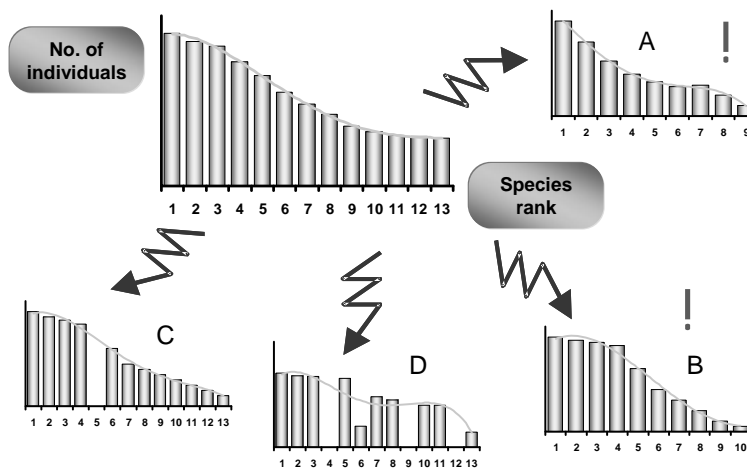 No. of
individuals
1 2 3 4 5 6 7 8 9 10 11 12 13
A
!
1 2 3 4 5 6 7 8 9
Species
rank
C
1 2 3 4 5 6 7 8 9 10 11 12 13
D
1 2 3 4 5 6 7 8 9 10 11 12 13
!
B
1 2 3 4 5 6 7 8 9 10